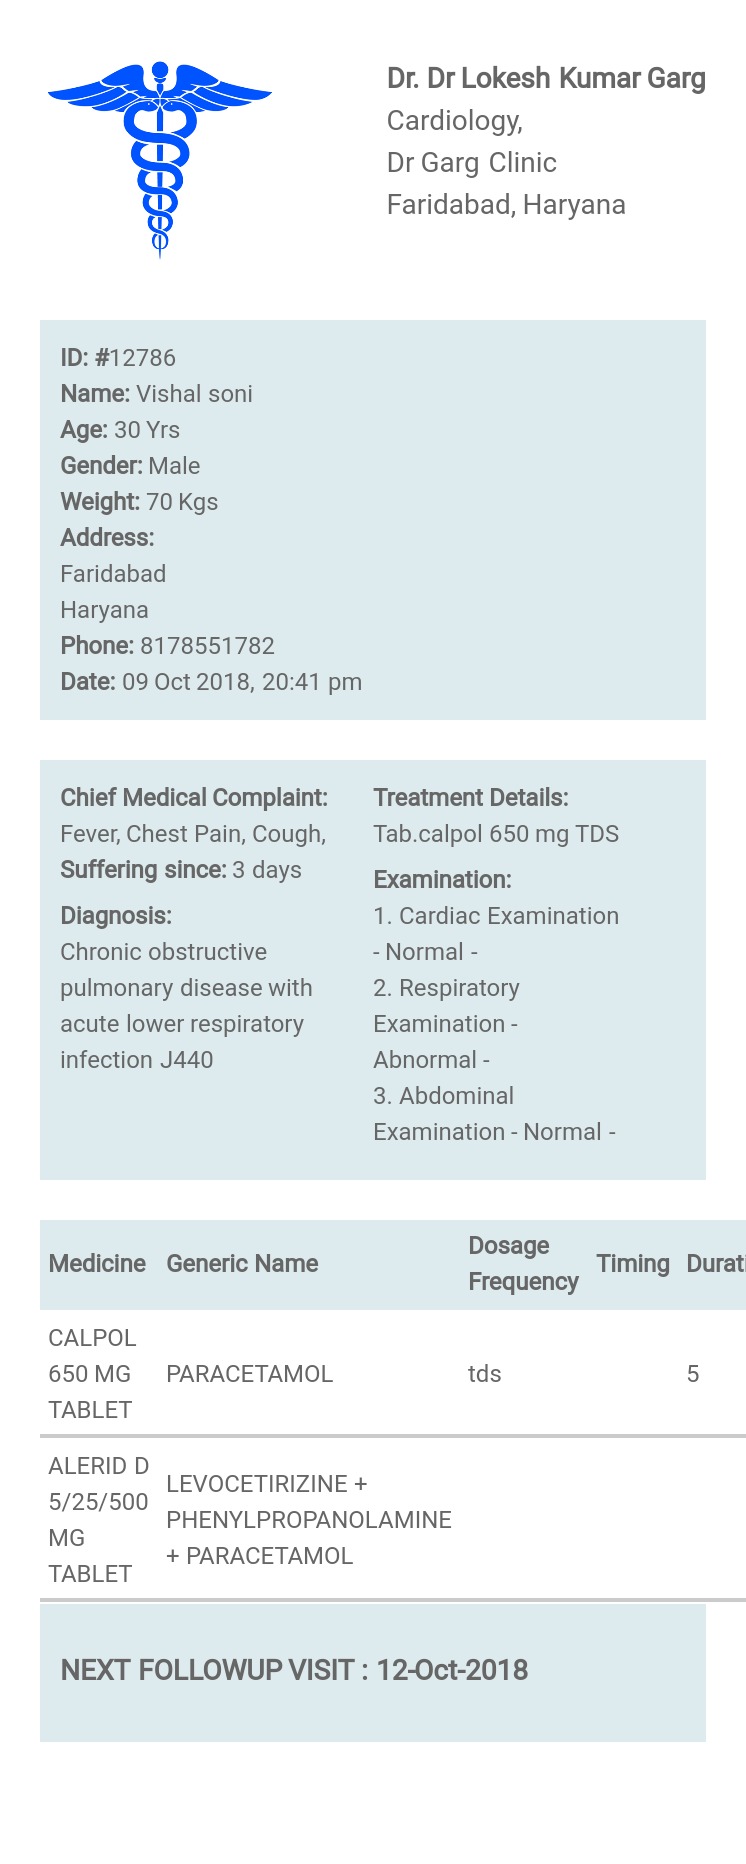 Dr. Dr Lokesh Kumar Garg
Cardiology,
Dr Garg Clinic
Faridabad, Haryana
ID: #12786
Name: Vishal soni
Age: 30 Yrs
Gender: Male
Weight: 70 Kgs
Address:
Faridabad
Haryana
Phone: 8178551782
Date: 09 Oct 2018, 20:41 pm
Chief Medical Complaint:
Fever, Chest Pain, Cough,
Suffering since: 3 days
Diagnosis:
Chronic obstructive
pulmonary disease with
acute lower respiratory
infection J440
Treatment Details:
Tab.calpol 650 mg TDS
Examination:
1. Cardiac Examination
- Normal -
2. Respiratory
Examination -
Abnormal -
3. Abdominal
Examination - Normal -
Medicine Generic Name Dosage Frequency Timing Durati
CALPOL
650 MG PARACETAMOL tds 5
TABLET
ALERID D
5/25/500
MG
TABLET
LEVOCETIRIZINE +
PHENYLPROPANOLAMINE
+ PARACETAMOL
NEXT FOLLOWUP VISIT : 12-Oct-2018